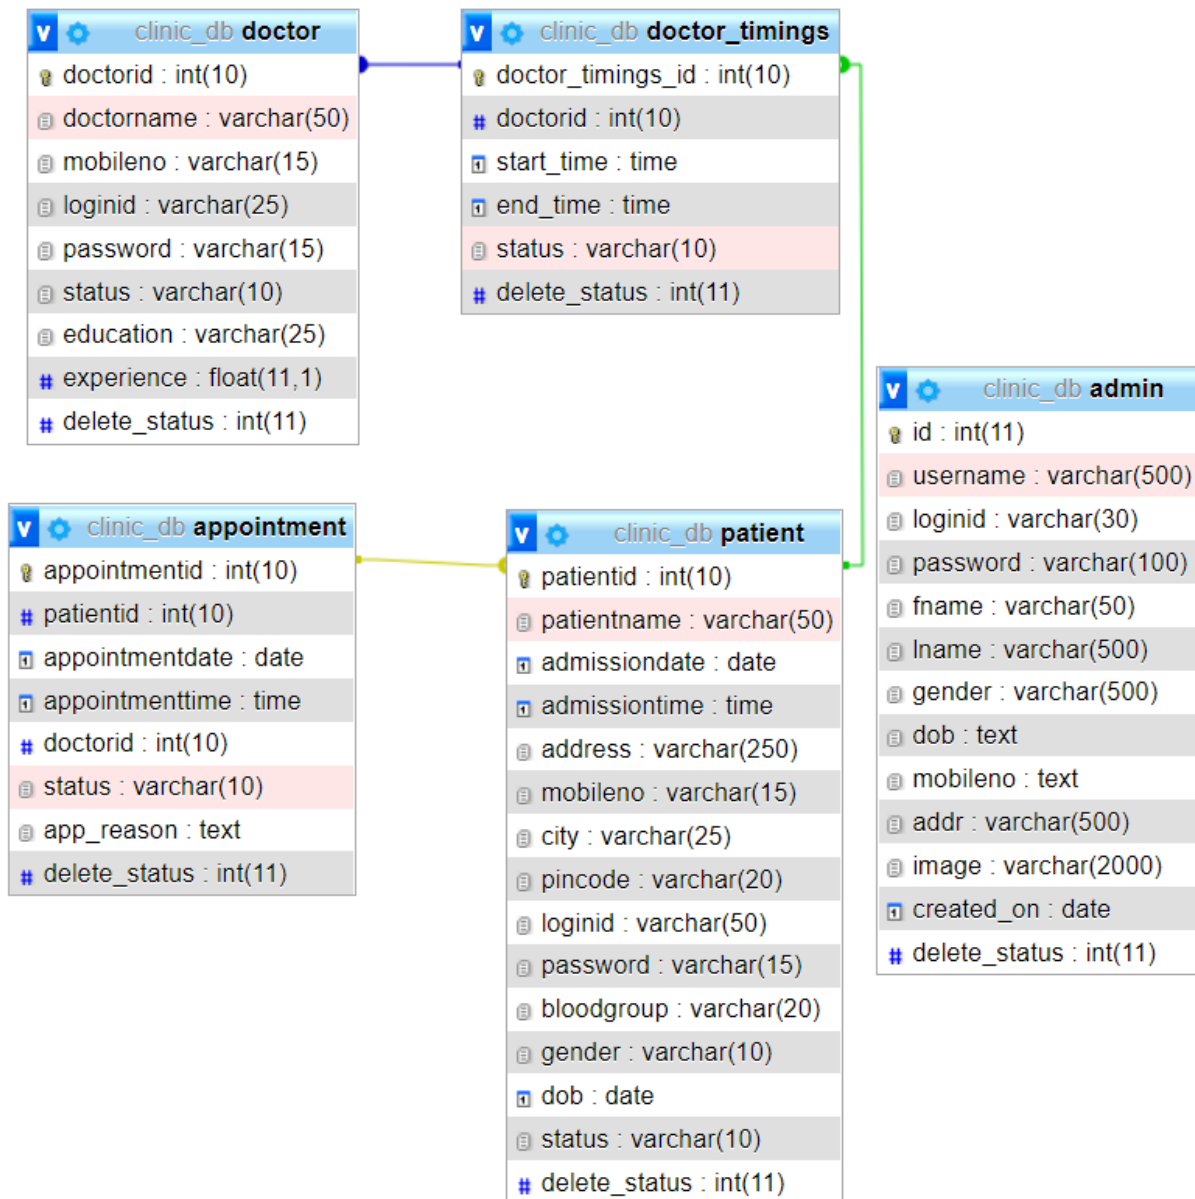 clinic_db doctor
doctorid : int(10)
doctorname : varchar(50)
mobileno : varchar(15)
loginid : varchar(25)
password : varchar(15)
status : varchar(10)
education : varchar(25)
experience : float(11,1)
delete_status : int(11)
clinic_db doctor_timings
doctor_timings_id : int(10)
doctorid : int(10)
start_time : time
end_time : time
status : varchar(10)
delete_status : int(11)
clinic_db admin
id : int(11)
username : varchar(500)
loginid : varchar(30)
password : varchar(100)
fname : varchar(50)
lname : varchar(500)
gender : varchar(500)
dob : text
mobileno : text
addr : varchar(500)
image : varchar(2000)
created_on : date
delete_status : int(11)
clinic_db appointment
appointmentid : int(10)
patientid : int(10)
appointmentdate : date
appointmenttime : time
doctorid : int(10)
status : varchar(10)
app_reason : text
delete_status : int(11)
clinic_db patient
patientid : int(10)
patientname : varchar(50)
admissiondate : date
admissiontime : time
address : varchar(250)
mobileno : varchar(15)
city : varchar(25)
pincode : varchar(20)
loginid : varchar(50)
password : varchar(15)
bloodgroup : varchar(20)
gender : varchar(10)
dob : date
status : varchar(10)
delete_status : int(11)